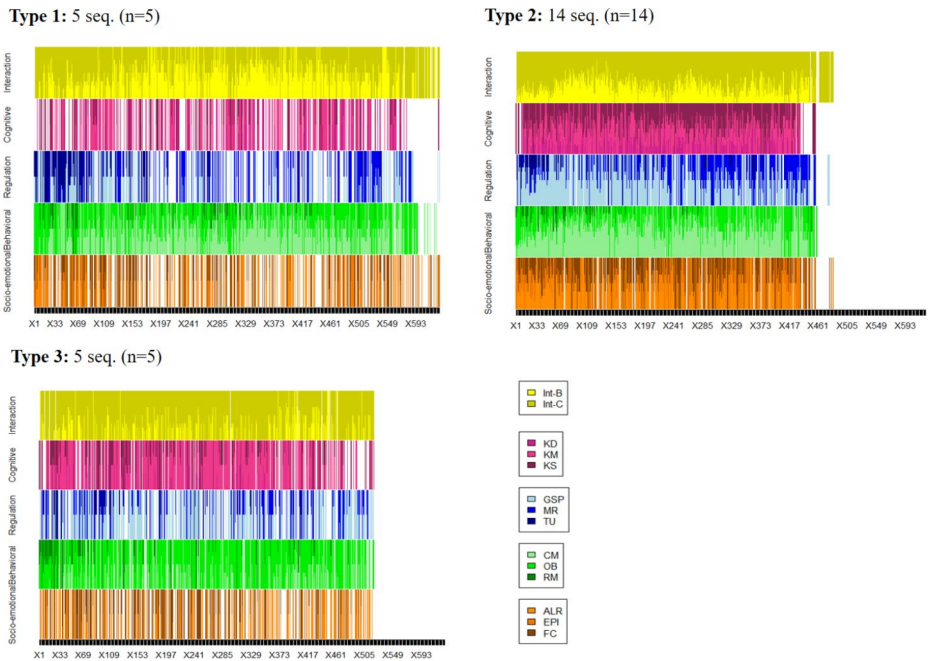 Type 1: 5 seq. (n=5)
Interaction
Cognitive
Regulation
Behavioral
Socio-emotional
X1 X33 X69 X109 X153 X197 X241 X285 X329 X373 X417 X461 X505 X549 X593
Type 2: 14 seq. (n=14)
Interaction
Cognitive
Regulation
Behavioral
Socio-emotional
X1 X33 X69 X109 X153 X197 X241 X285 X329 X373 X417 X461 X505 X549 X593
Type 3: 5 seq. (n=5)
Interaction
Cognitive
Regulation
Behavioral
Socio-emotional
X1 X33 X69 X109 X153 X197 X241 X285 X329 X373 X417 X461 X505 X549 X593
Int-B
Int-C
KD
KM
KS
GSP
MR
TU
CM
OB
RM
ALR
EPI
FC